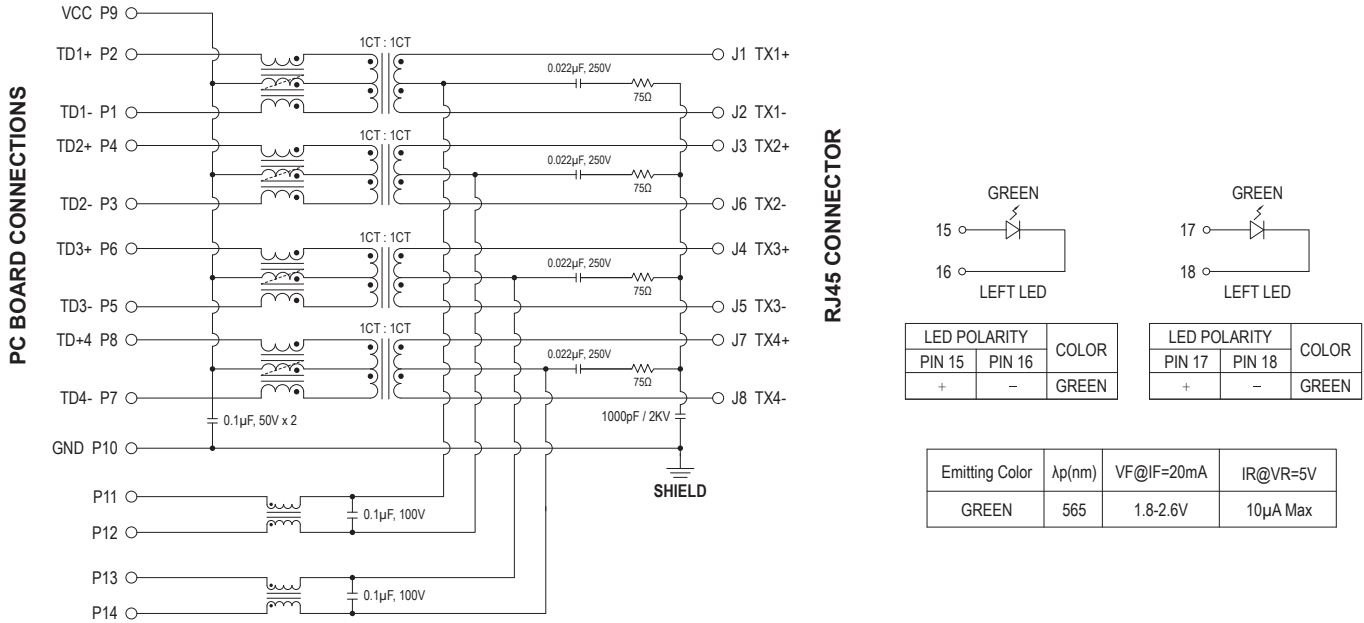 PC BOARD CONNECTIONS
VCC P9
TD1+ P2
TD1- P1
TD2+ P4
TD2- P3
TD3+ P6
TD3- P5
TD+4 P8
TD4- P7
GND P10
P11
P12
P13
P14
1CT : 1CT
0.022µF, 250V
75Ω
1CT : 1CT
0.022µF, 250V
75Ω
1CT : 1CT
0.022µF, 250V
75Ω
1CT : 1CT
0.022µF, 250V
75Ω
0.1µF, 50V x 2
1000pF / 2KV
SHIELD
0.1µF, 100V
0.1µF, 100V
J1 TX1+
J2 TX1-
J3 TX2+
J6 TX2-
J4 TX3+
J5 TX3-
J7 TX4+
J8 TX4-
RJ45 CONNECTOR
GREEN
15
16
LEFT LED
GREEN
17
18
LEFT LED
LED POLARITY COLOR
PIN 15 PIN 16
+ − GREEN
LED POLARITY COLOR
PIN 17 PIN 18
+ − GREEN
Emitting Color λp(nm) VF@IF=20mA IR@VR=5V
GREEN 565 1.8-2.6V 10µA Max